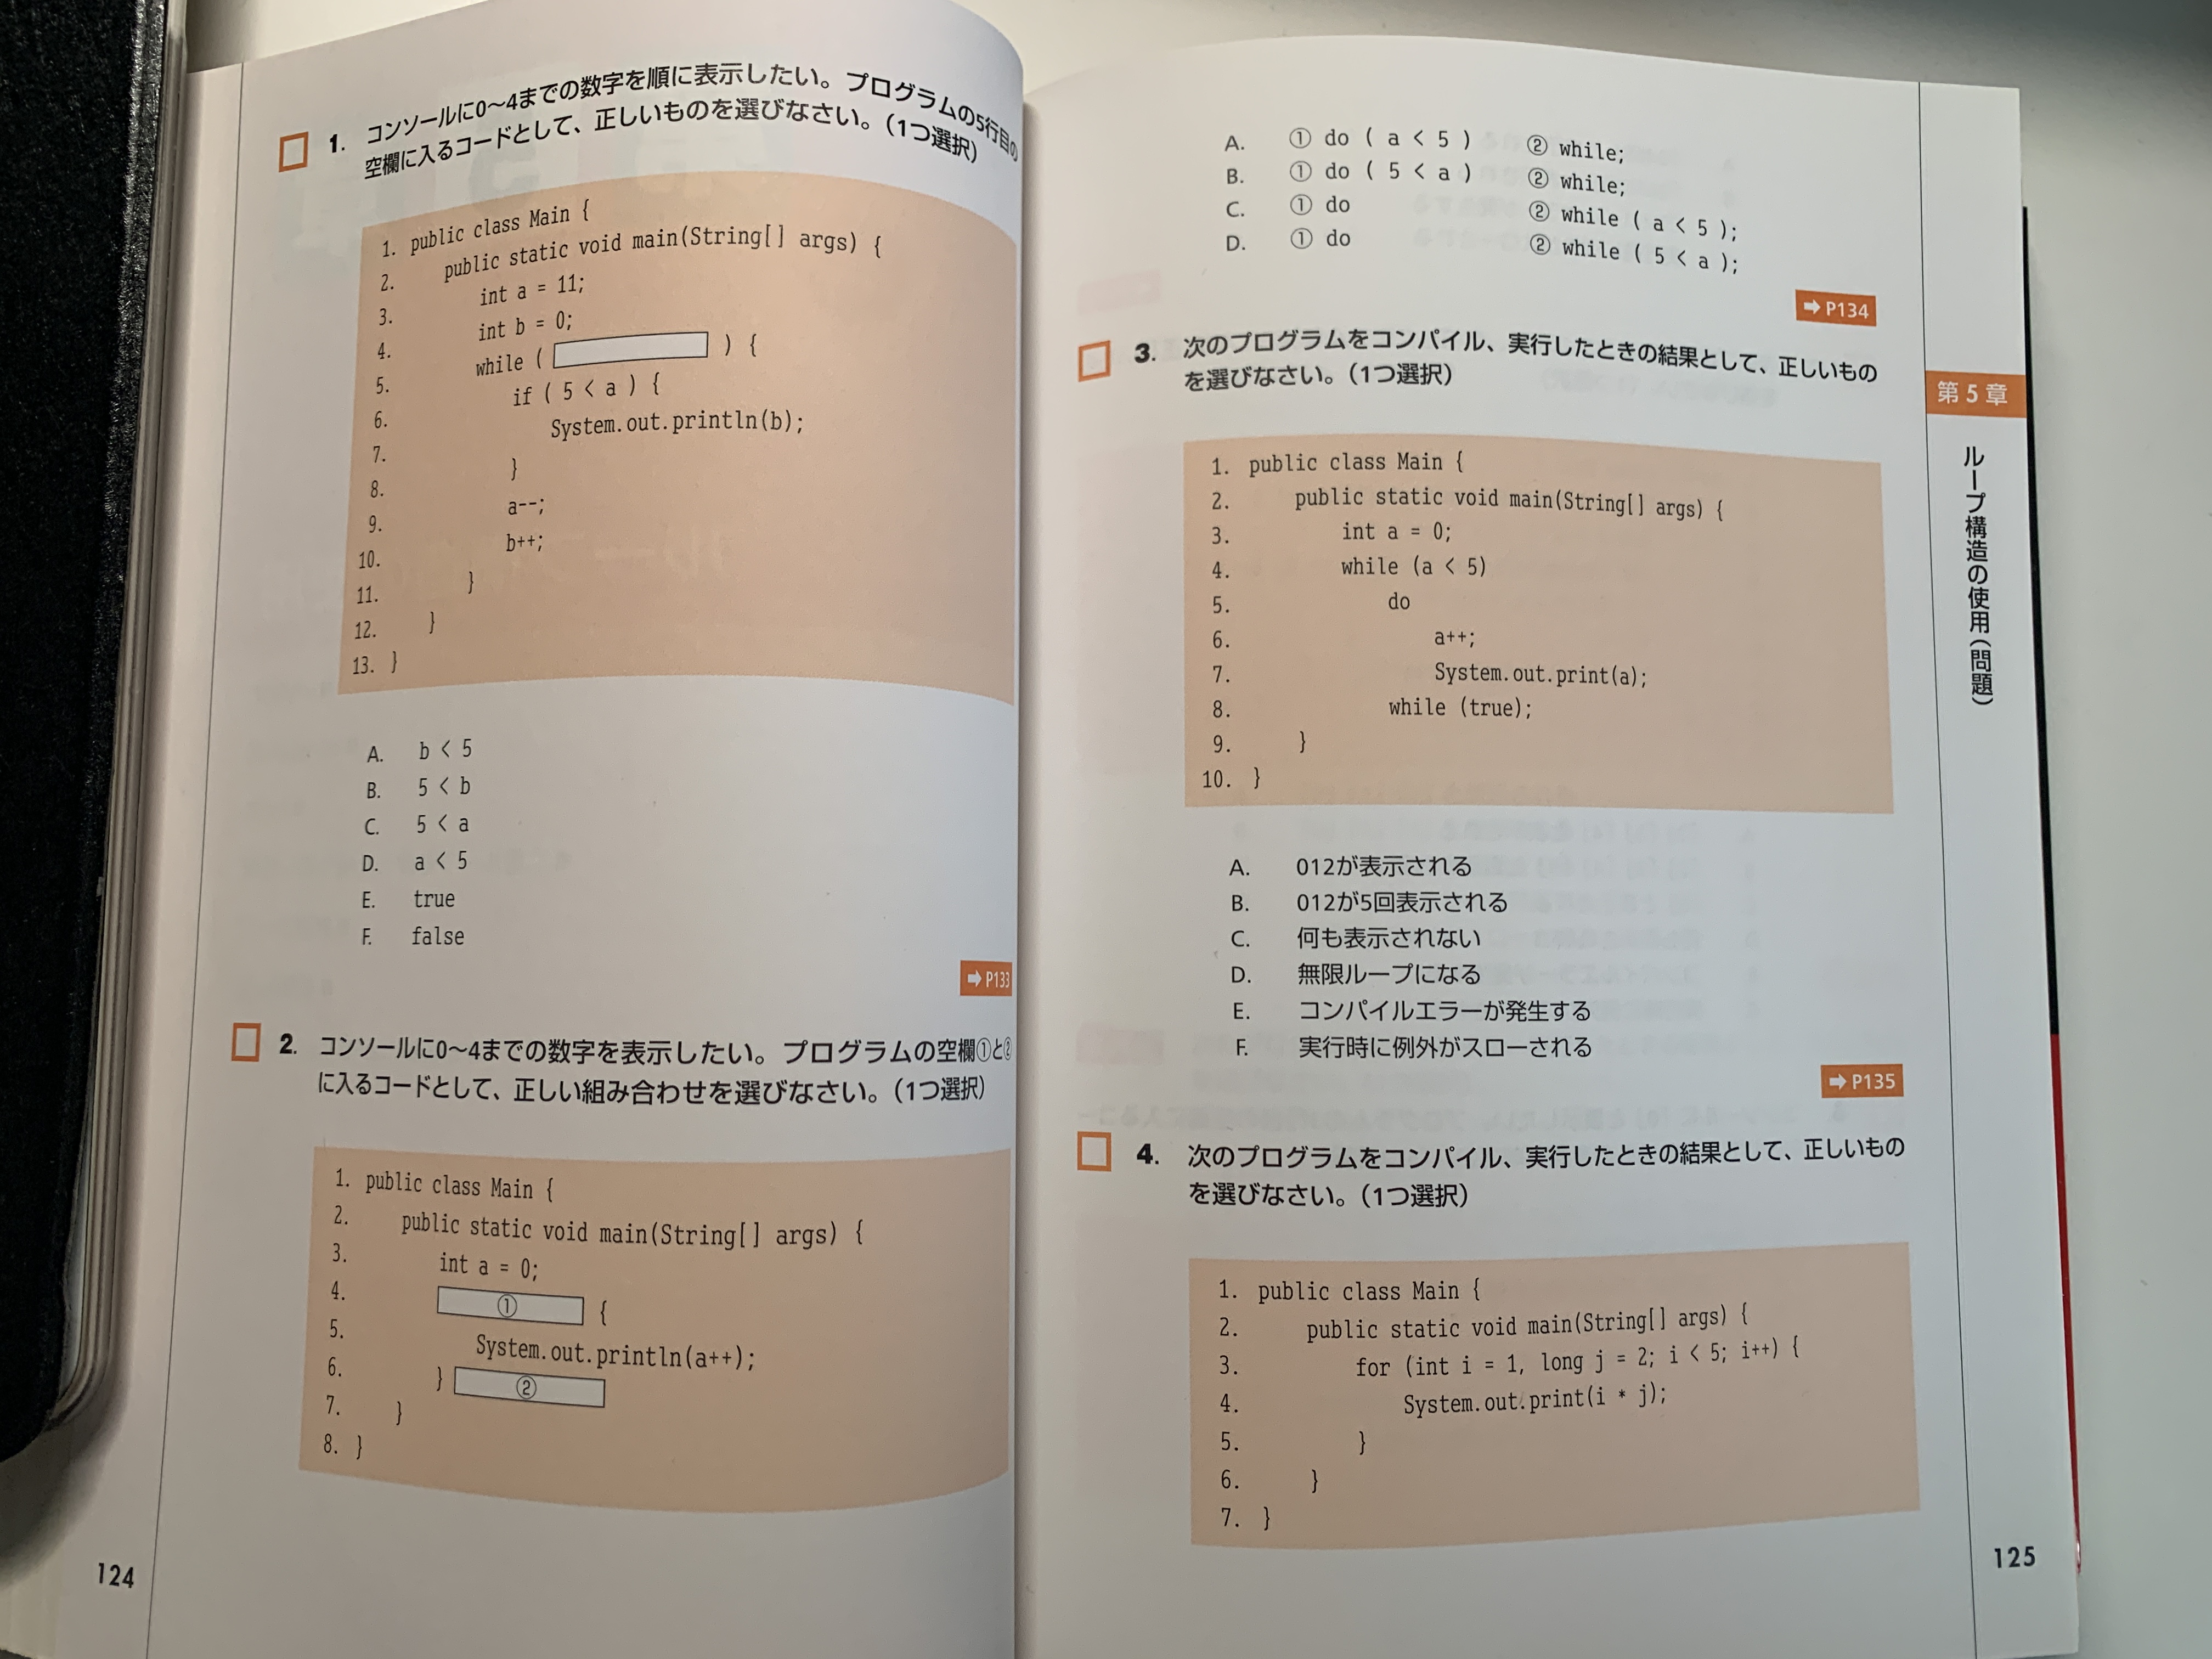 1. コンソールに0〜4までの数字を順に表示したい。プログラムの5行目の
空欄に入るコードとして、正しいものを選びなさい。（1つ選択）
1. public class Main {
2. public static void main(String[] args) {
3. int a = 11;
4. int b = 0;
5. while ( ) {
6. if ( 5 < a ) {
7. System.out.println(b);
8. }
9. a--;
10. b++;
11. }
12. }
13. }
A. b < 5
B. 5 < b
C. 5 < a
D. a < 5
E. true
F. false
➡ P133
2. コンソールに0〜4までの数字を表示したい。プログラムの空欄①と②
に入るコードとして、正しい組み合わせを選びなさい。（1つ選択）
1. public class Main {
2. public static void main(String[] args) {
3. int a = 0;
4. ① {
5. System.out.println(a++);
6. } ②
7. }
8. }
124
A. ① do ( a < 5 ) ② while;
B. ① do ( 5 < a ) ② while;
C. ① do ② while ( a < 5 );
D. ① do ② while ( 5 < a );
➡ P134
3. 次のプログラムをコンパイル、実行したときの結果として、正しいもの
を選びなさい。（1つ選択）
1. public class Main {
2. public static void main(String[] args) {
3. int a = 0;
4. while (a < 5)
5. do
6. a++;
7. System.out.print(a);
8. while (true);
9. }
10. }
A. 012が表示される
B. 012が5回表示される
C. 何も表示されない
D. 無限ループになる
E. コンパイルエラーが発生する
F. 実行時に例外がスローされる
➡ P135
4. 次のプログラムをコンパイル、実行したときの結果として、正しいもの
を選びなさい。（1つ選択）
1. public class Main {
2. public static void main(String[] args) {
3. for (int i = 1, long j = 2; i < 5; i++) {
4. System.out.print(i * j);
5. }
6. }
7. }
第5章
ループ構造の使用（問題）
125